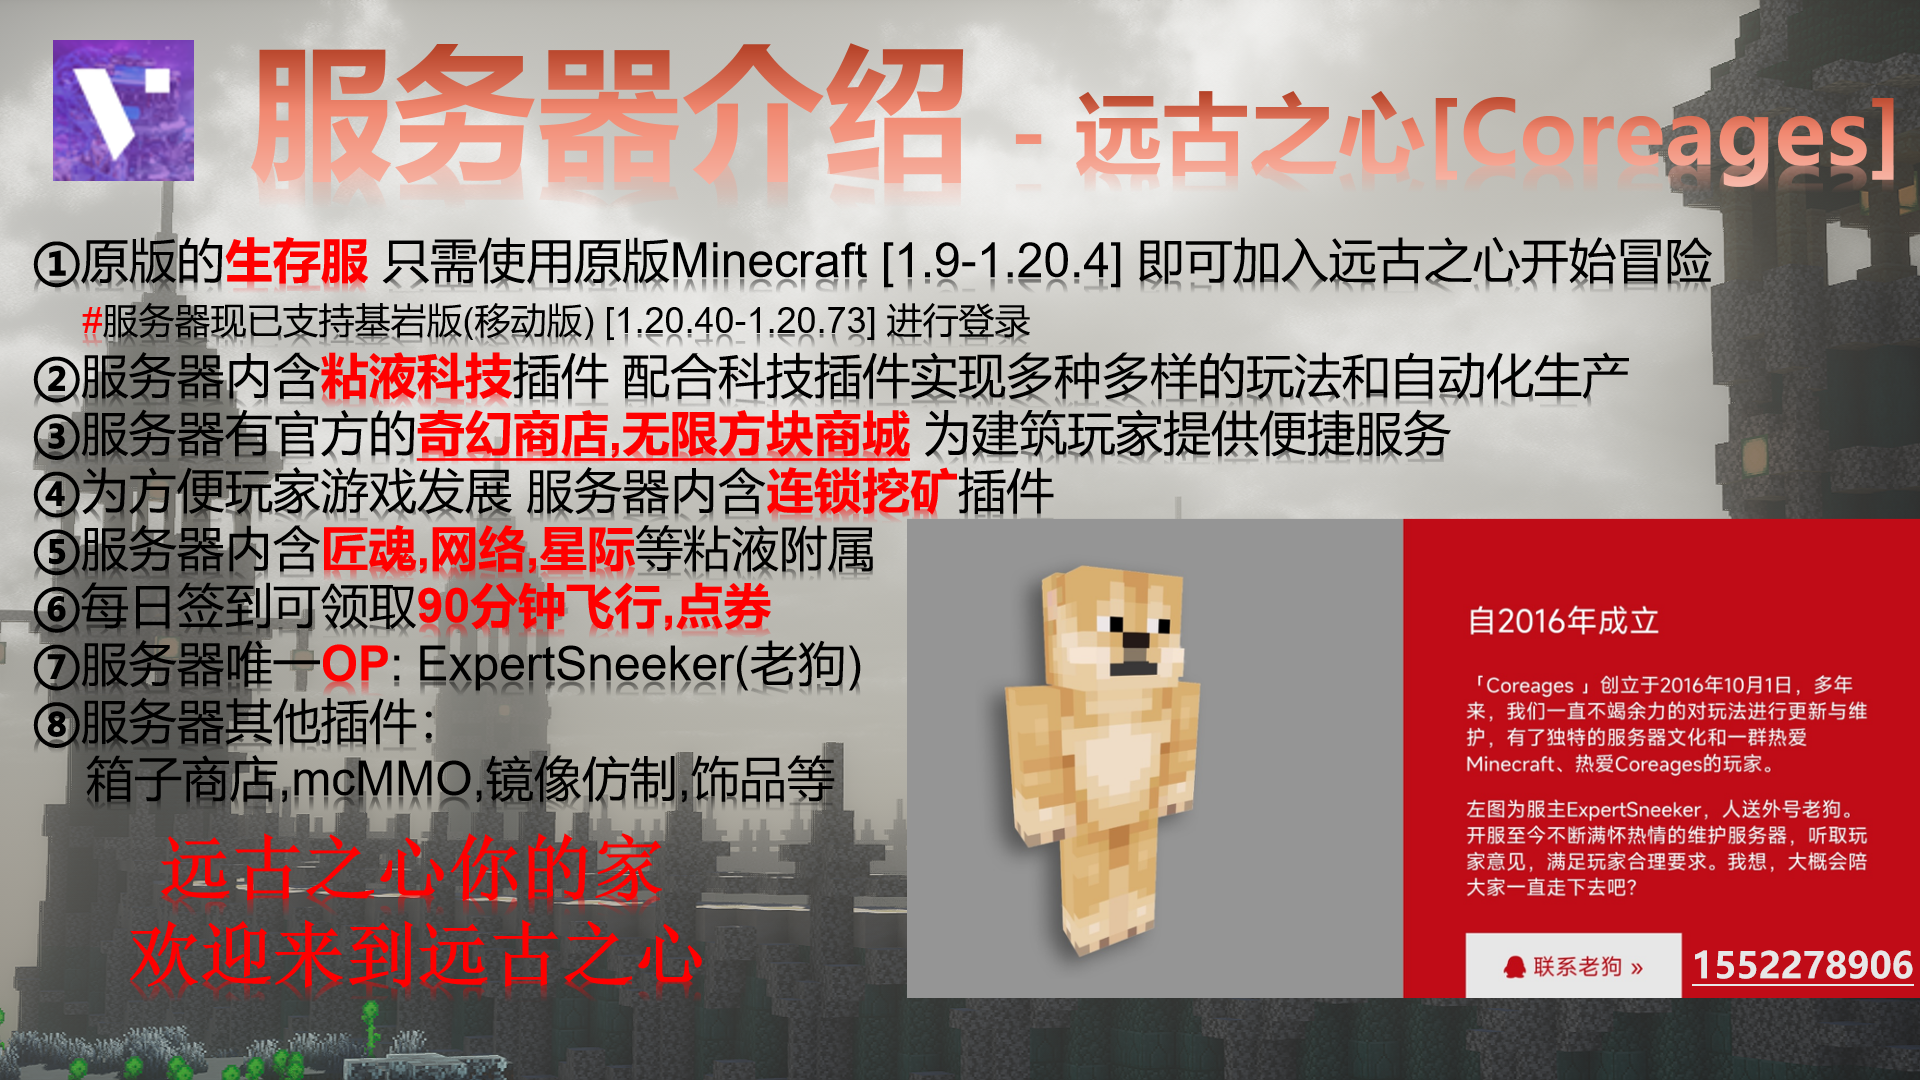 服务器介绍 - 远古之心[Coreages]
①原版的生存服 只需使用原版Minecraft [1.9-1.20.4] 即可加入远古之心开始冒险
#服务器现已支持基岩版(移动版) [1.20.40-1.20.73] 进行登录
②服务器内含粘液科技插件 配合科技插件实现多种多样的玩法和自动化生产
③服务器有官方的奇幻商店,无限方块商城 为建筑玩家提供便捷服务
④为方便玩家游戏发展 服务器内含连锁挖矿插件
⑤服务器内含匠魂,网络,星际等粘液附属
⑥每日签到可领取90分钟飞行,点券
⑦服务器唯一OP: ExpertSneeker(老狗)
⑧服务器其他插件：
箱子商店,mcMMO,镜像仿制,饰品等
远古之心你的家
欢迎来到远古之心
自2016年成立
「Coreages 」创立于2016年10月1日，多年
来，我们一直不竭余力的对玩法进行更新与维
护，有了独特的服务器文化和一群热爱
Minecraft、热爱Coreages的玩家。
左图为服主ExpertSneeker，人送外号老狗。
开服至今不断满怀热情的维护服务器，听取玩
家意见，满足玩家合理要求。我想，大概会陪
大家一直走下去吧？
联系老狗 »
1552278906